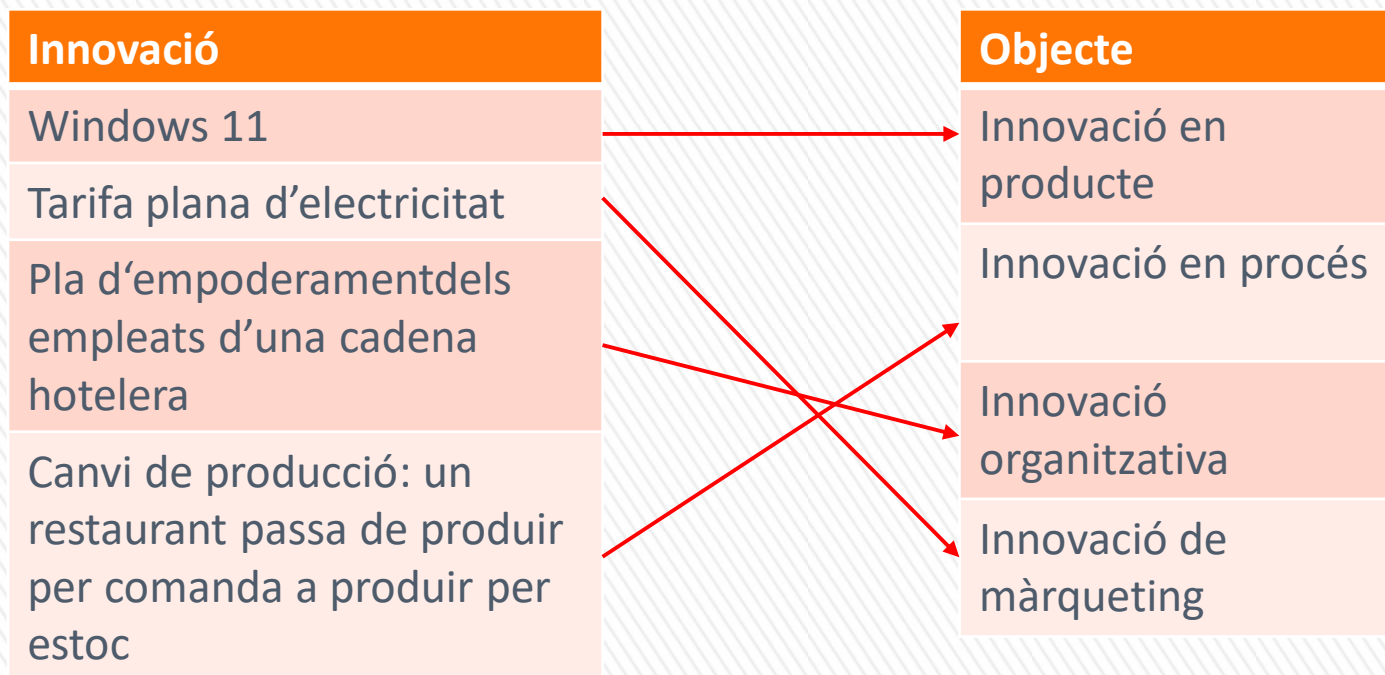 Innovació
Windows 11
Tarifa plana d’electricitat
Pla d‘empoderamentdels
empleats d’una cadena
hotelera
Canvi de producció: un
restaurant passa de produir
per comanda a produir per
estoc
Objecte
Innovació en
producte
Innovació en procés
Innovació
organitzativa
Innovació de
màrqueting